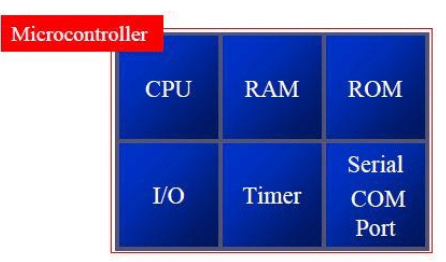 Microcontroller
CPU
RAM
ROM
I/O
Timer
Serial
COM
Port